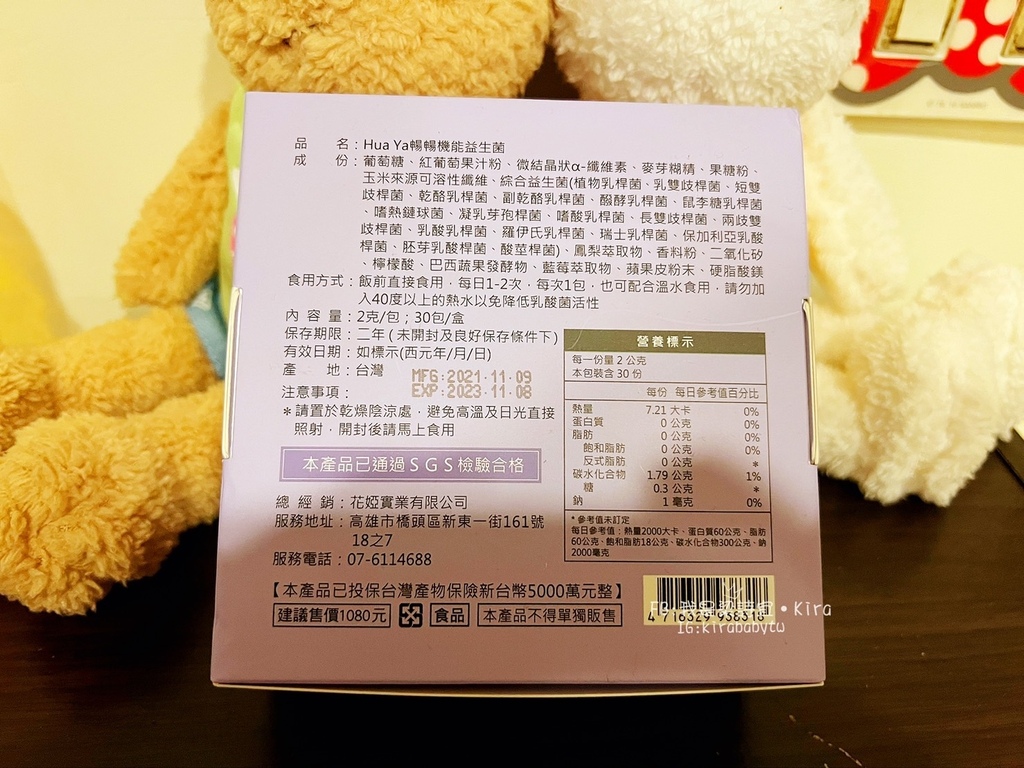 品名：Hua Ya暢暢機能益生菌
成份：葡萄糖、紅葡萄果汁粉、微結晶狀α-纖維素、麥芽糊精、果糖粉、
玉米來源可溶性纖維、綜合益生菌(植物乳桿菌、乳雙歧桿菌、短雙
歧桿菌、乾酪乳桿菌、副乾酪乳桿菌、醱酵乳桿菌、鼠李糖乳桿菌
、嗜熱鏈球菌、凝乳芽孢桿菌、嗜酸乳桿菌、長雙歧桿菌、兩歧雙
歧桿菌、乳酸乳桿菌、羅伊氏乳桿菌、瑞士乳桿菌、保加利亞乳酸
桿菌、胚芽乳酸桿菌、酸莖桿菌)、鳳梨萃取物、香料粉、二氧化矽
、檸檬酸、巴西蔬果發酵物、藍莓萃取物、蘋果皮粉末、硬脂酸鎂
食用方式：飯前直接食用，每日1-2次，每次1包，也可配合溫水食用，請勿加
入40度以上的熱水以免降低乳酸菌活性
內容量：2克/包；30包/盒
保存期限：二年(未開封及良好保存條件下)
有效日期：如標示(西元年/月/日)
產地：台灣
MFG:2021.11.09
EXP:2023.11.08
注意事項：
＊請置於乾燥陰涼處，避免高溫及日光直接
照射，開封後請馬上食用
本產品已通過SGS檢驗合格
總經銷：花婭實業有限公司
服務地址：高雄市橋頭區新東一街161號
18之7
服務電話：07-6114688
營養標示
每一份量 2 公克
本包裝含 30 份
每份 每日參考值百分比
熱量 7.21 大卡 0%
蛋白質 0 公克 0%
脂肪 0 公克 0%
飽和脂肪 0 公克 0%
反式脂肪 0 公克 *
碳水化合物 1.79 公克 1%
糖 0.3 公克 *
鈉 1 毫克 0%
*參考值未訂定
每日參考值：熱量2000大卡、蛋白質60公克、脂肪
60公克、飽和脂肪18公克、碳水化合物300公克、鈉
2000毫克
【本產品已投保台灣產物保險新台幣5000萬元整】
建議售價1080元 食品 本產品不得單獨販售
4 716329 938318
Kira
IG:kirababytw